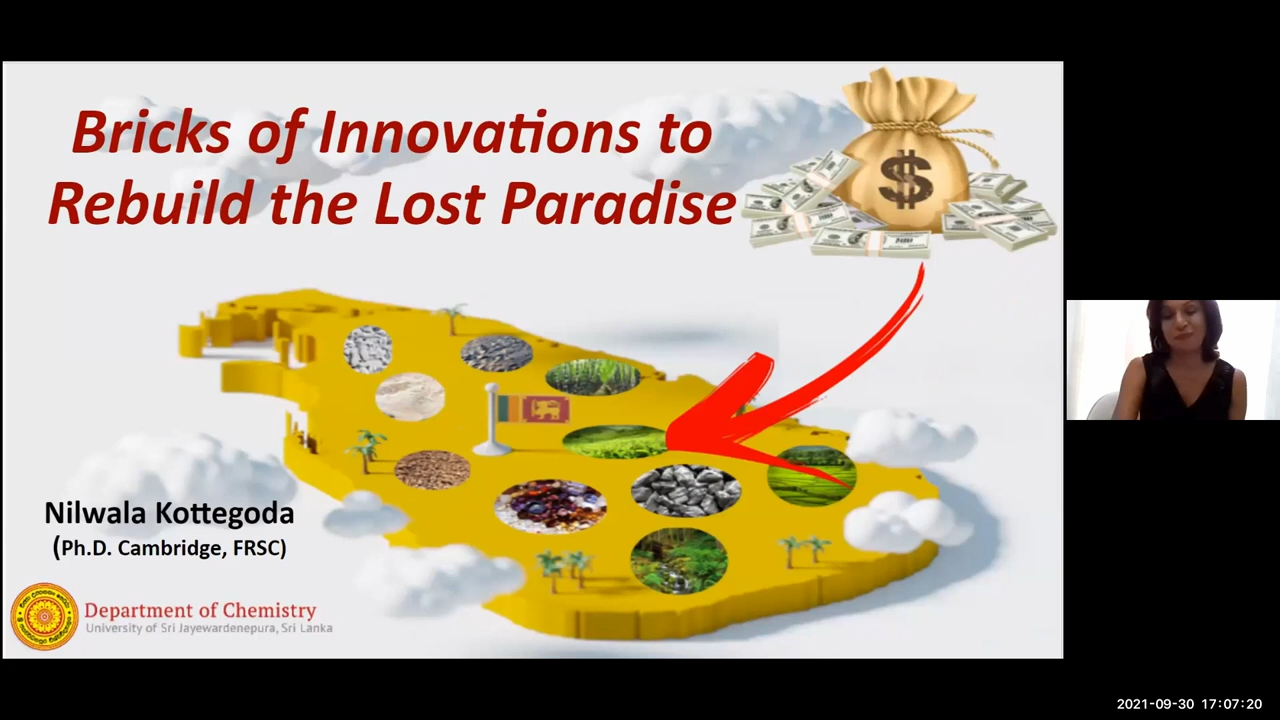 Bricks of Innovations to
Rebuild the Lost Paradise
$
Nilwala Kottegoda
(Ph.D. Cambridge, FRSC)
Department of Chemistry
University of Sri Jayewardenepura, Sri Lanka
2021-09-30 17:07:20